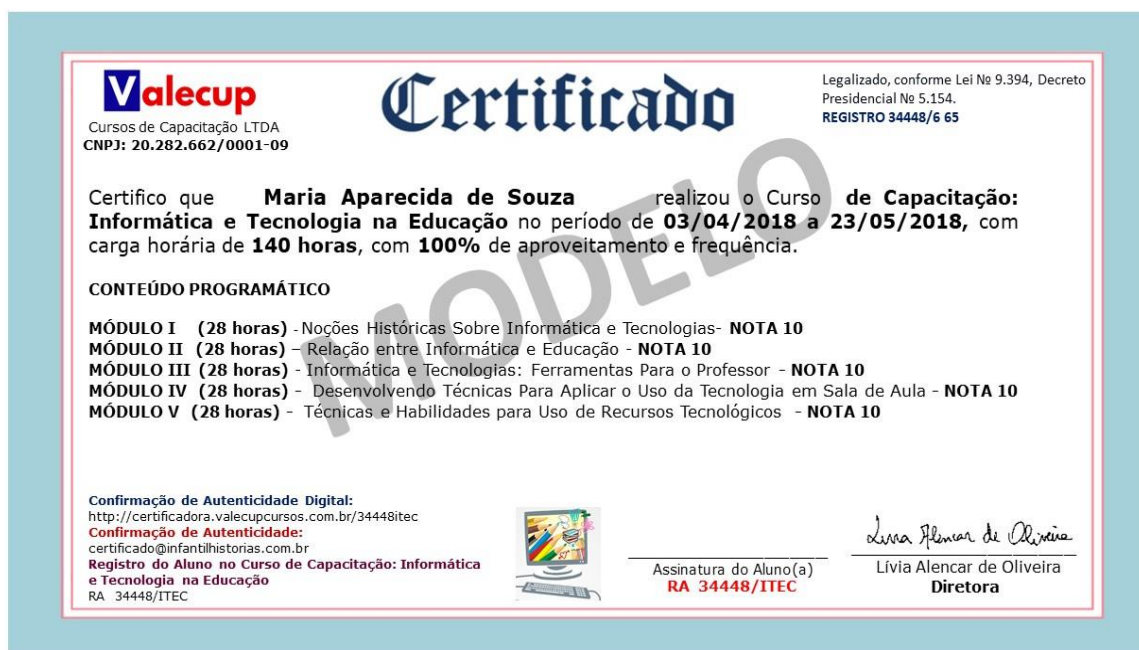 Valecup
Cursos de Capacitação LTDA
CNPJ: 20.282.662/0001-09
Certificado
Legalizado, conforme Lei Nº 9.394, Decreto
Presidencial Nº 5.154.
REGISTRO 34448/6 65
Certifico que Maria Aparecida de Souza realizou o Curso de Capacitação:
Informática e Tecnologia na Educação no período de 03/04/2018 a 23/05/2018, com
carga horária de 140 horas, com 100% de aproveitamento e frequência.
MODELO
CONTEÚDO PROGRAMÁTICO
MÓDULO I (28 horas) - Noções Históricas Sobre Informática e Tecnologias- NOTA 10
MÓDULO II (28 horas) – Relação entre Informática e Educação - NOTA 10
MÓDULO III (28 horas) - Informática e Tecnologias: Ferramentas Para o Professor - NOTA 10
MÓDULO IV (28 horas) – Desenvolvendo Técnicas Para Aplicar o Uso da Tecnologia em Sala de Aula - NOTA 10
MÓDULO V (28 horas) – Técnicas e Habilidades para Uso de Recursos Tecnológicos - NOTA 10
Confirmação de Autenticidade Digital:
http://certificadora.valecupcursos.com.br/34448itec
Confirmação de Autenticidade:
certificado@infantilhistorias.com.br
Registro do Aluno no Curso de Capacitação: Informática
e Tecnologia na Educação
RA 34448/ITEC
Assinatura do Aluno(a)
RA 34448/ITEC
Lívia Alencar de Oliveira
Lívia Alencar de Oliveira
Diretora